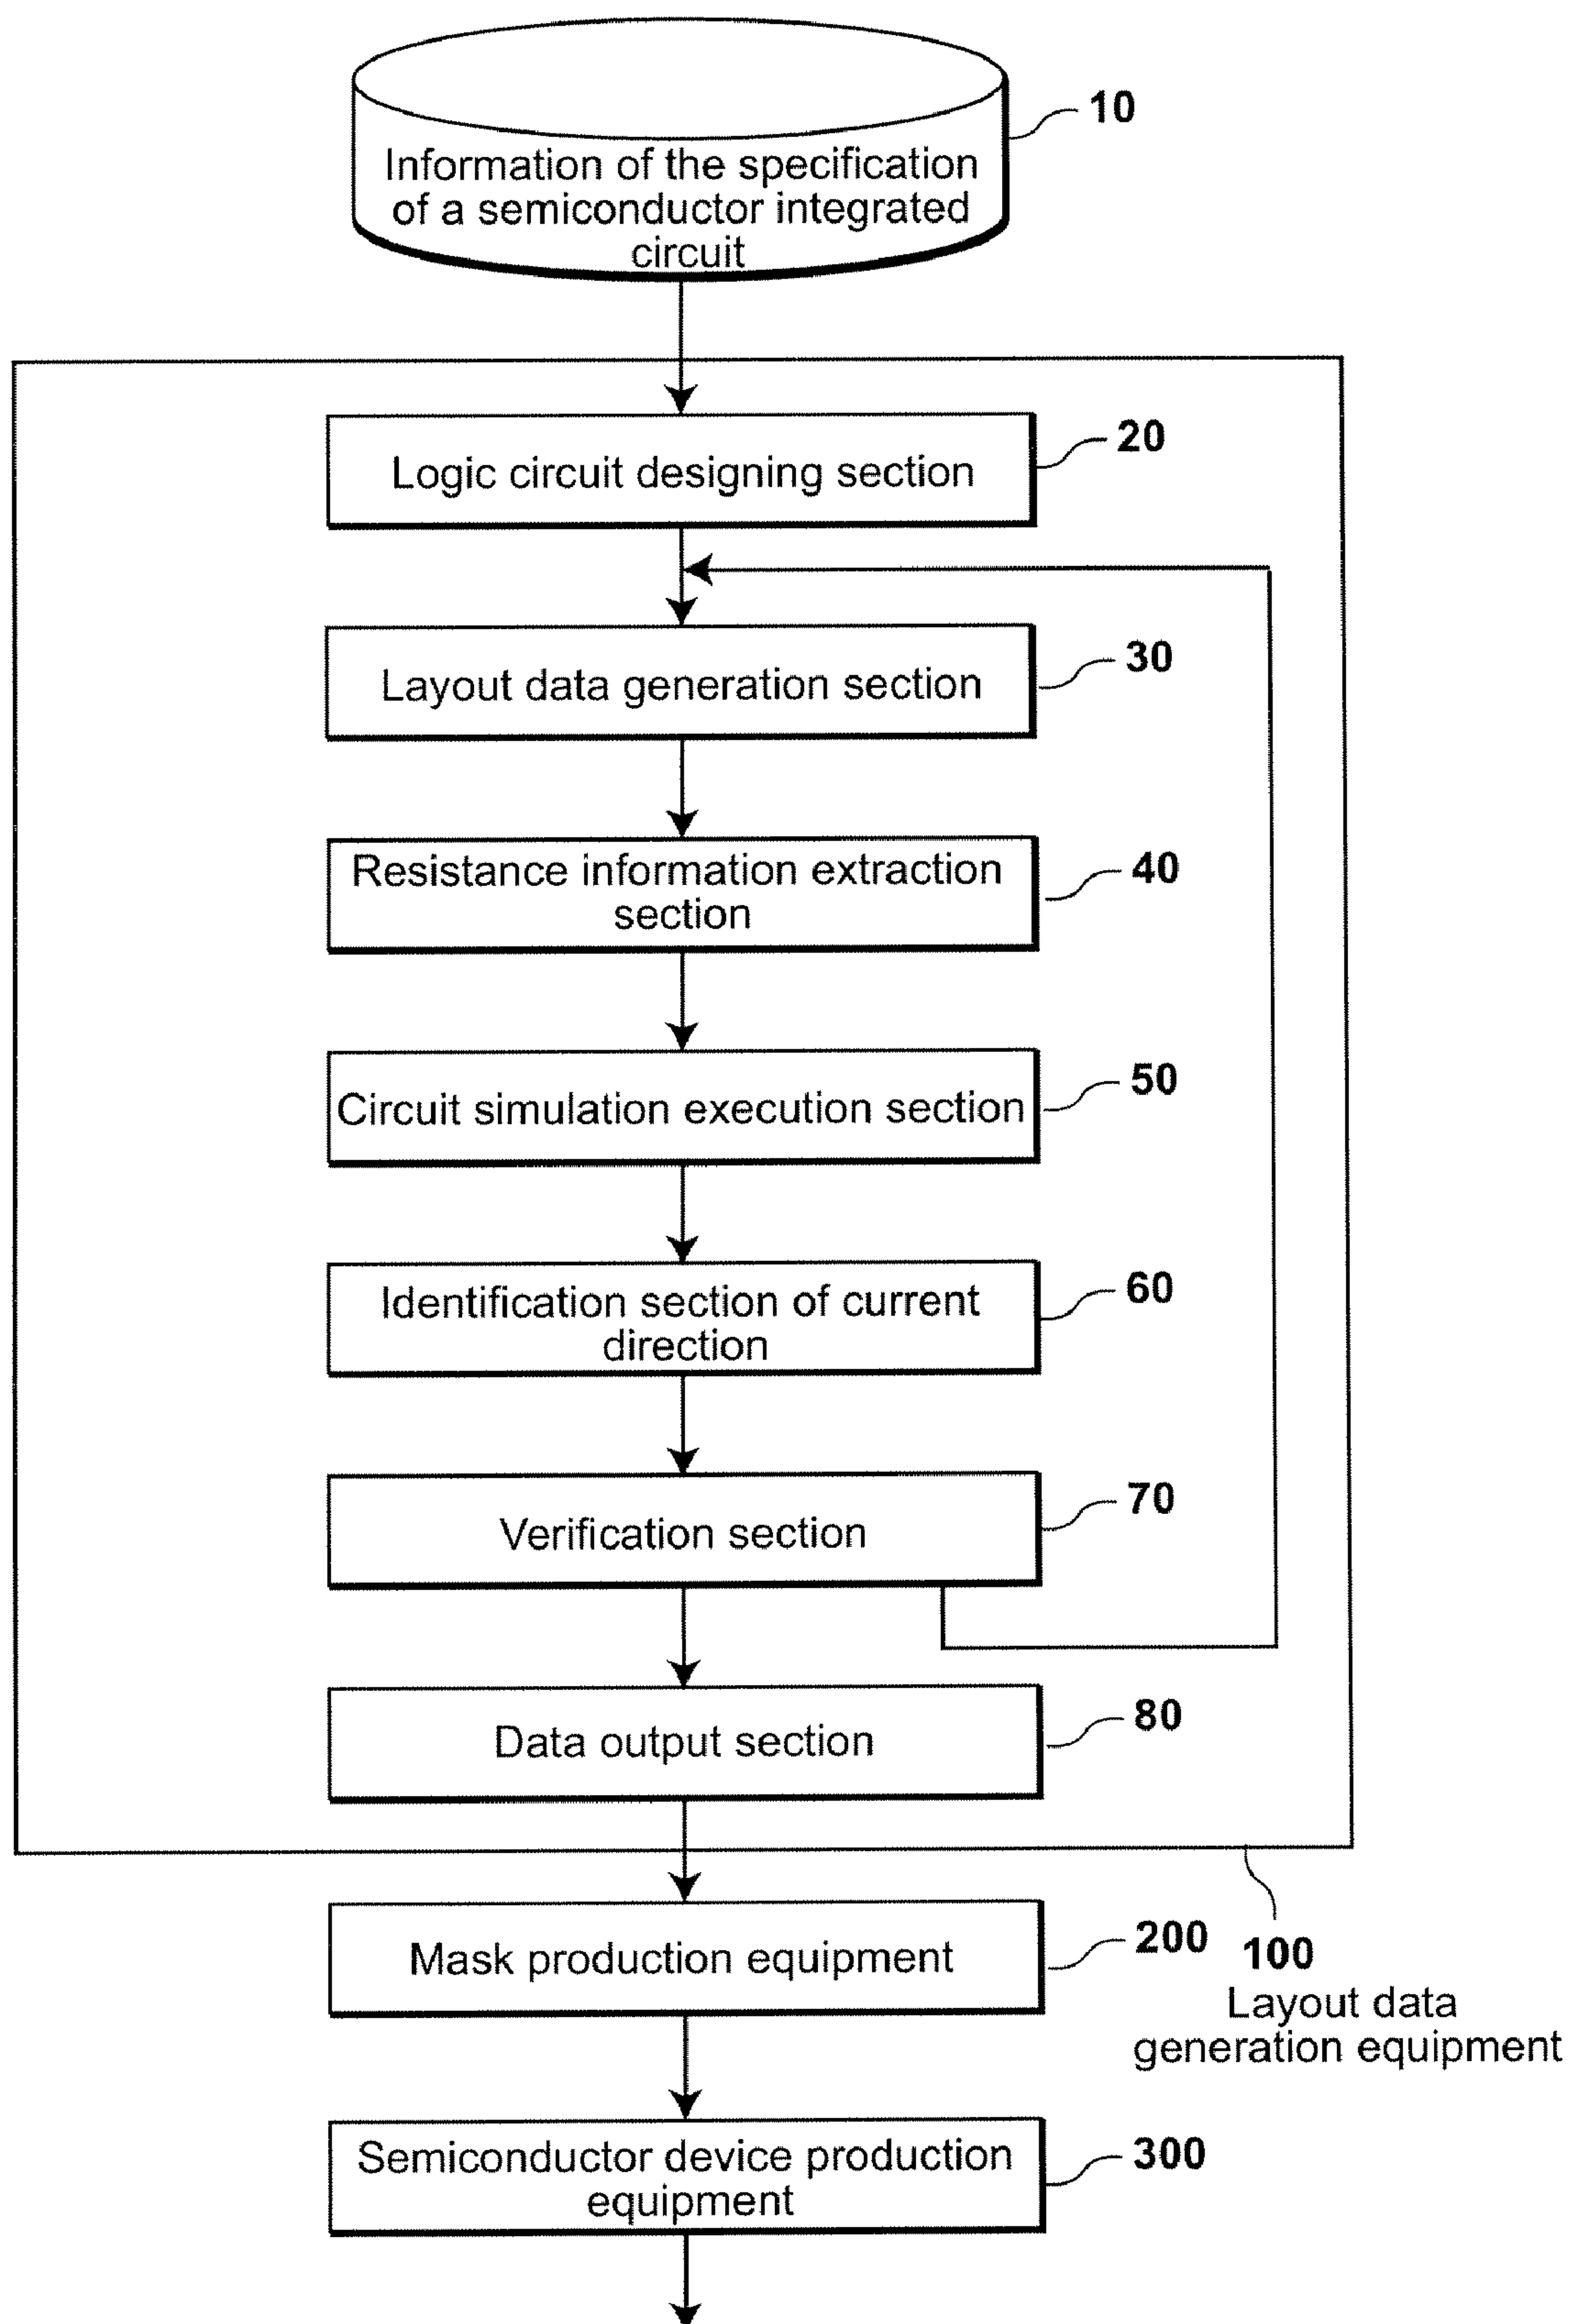 10
Information of the specification
of a semiconductor integrated
circuit
20
Logic circuit designing section
30
Layout data generation section
40
Resistance information extraction
section
50
Circuit simulation execution section
60
Identification section of current
direction
70
Verification section
80
Data output section
200
Mask production equipment
100
Layout data
generation equipment
300
Semiconductor device production
equipment